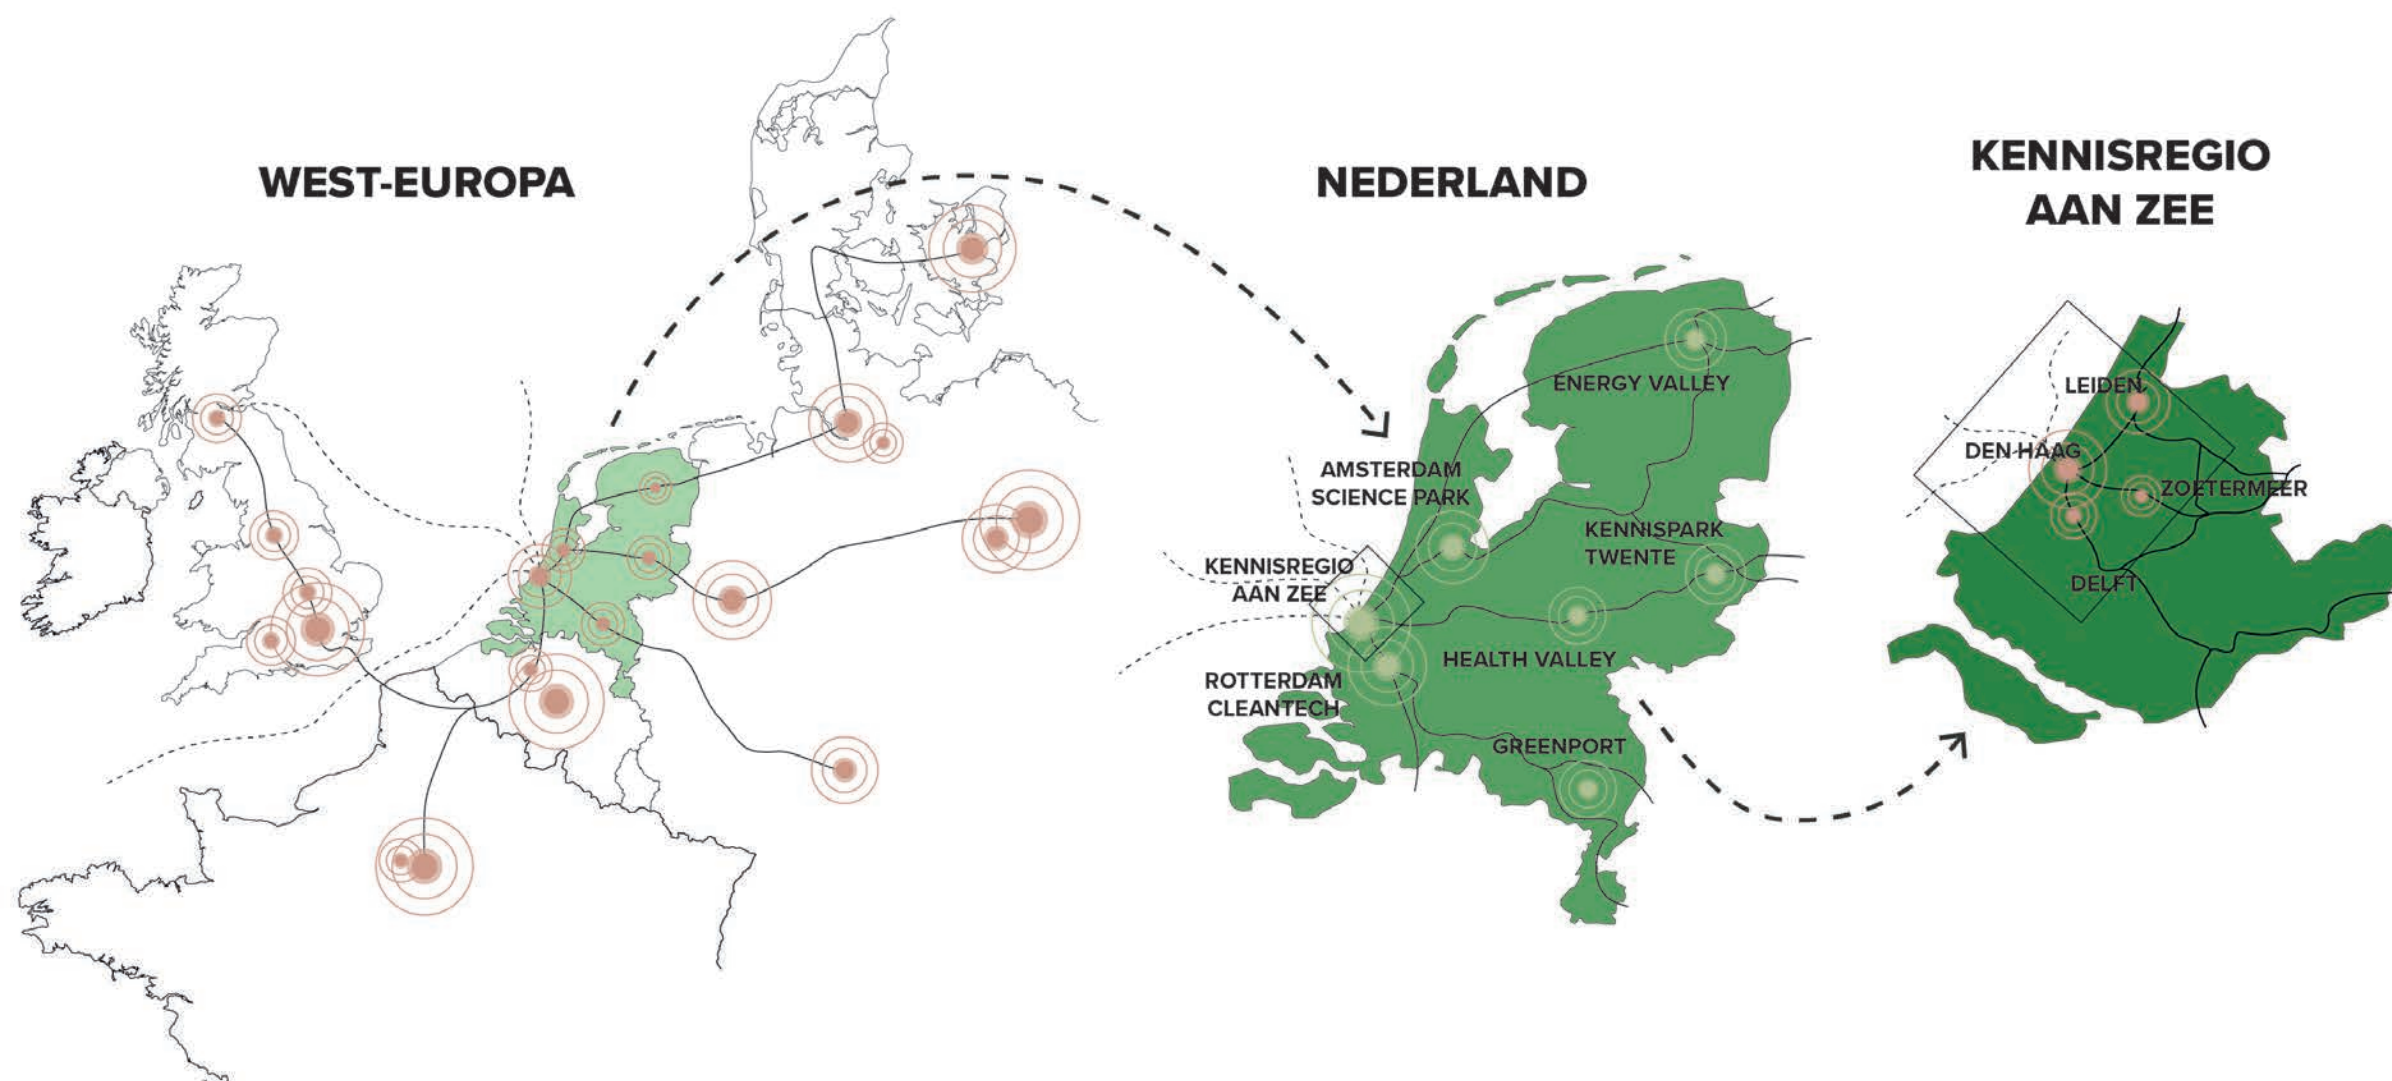 WEST-EUROPA
NEDERLAND
KENNISREGIO
AAN ZEE
ENERGY VALLEY
AMSTERDAM
SCIENCE PARK
KENNISPARK
TWENTE
KENNISREGIO
AAN ZEE
HEALTH VALLEY
ROTTERDAM
CLEANTECH
GREENPORT
LEIDEN
DEN HAAG
ZOETERMEER
DELFT